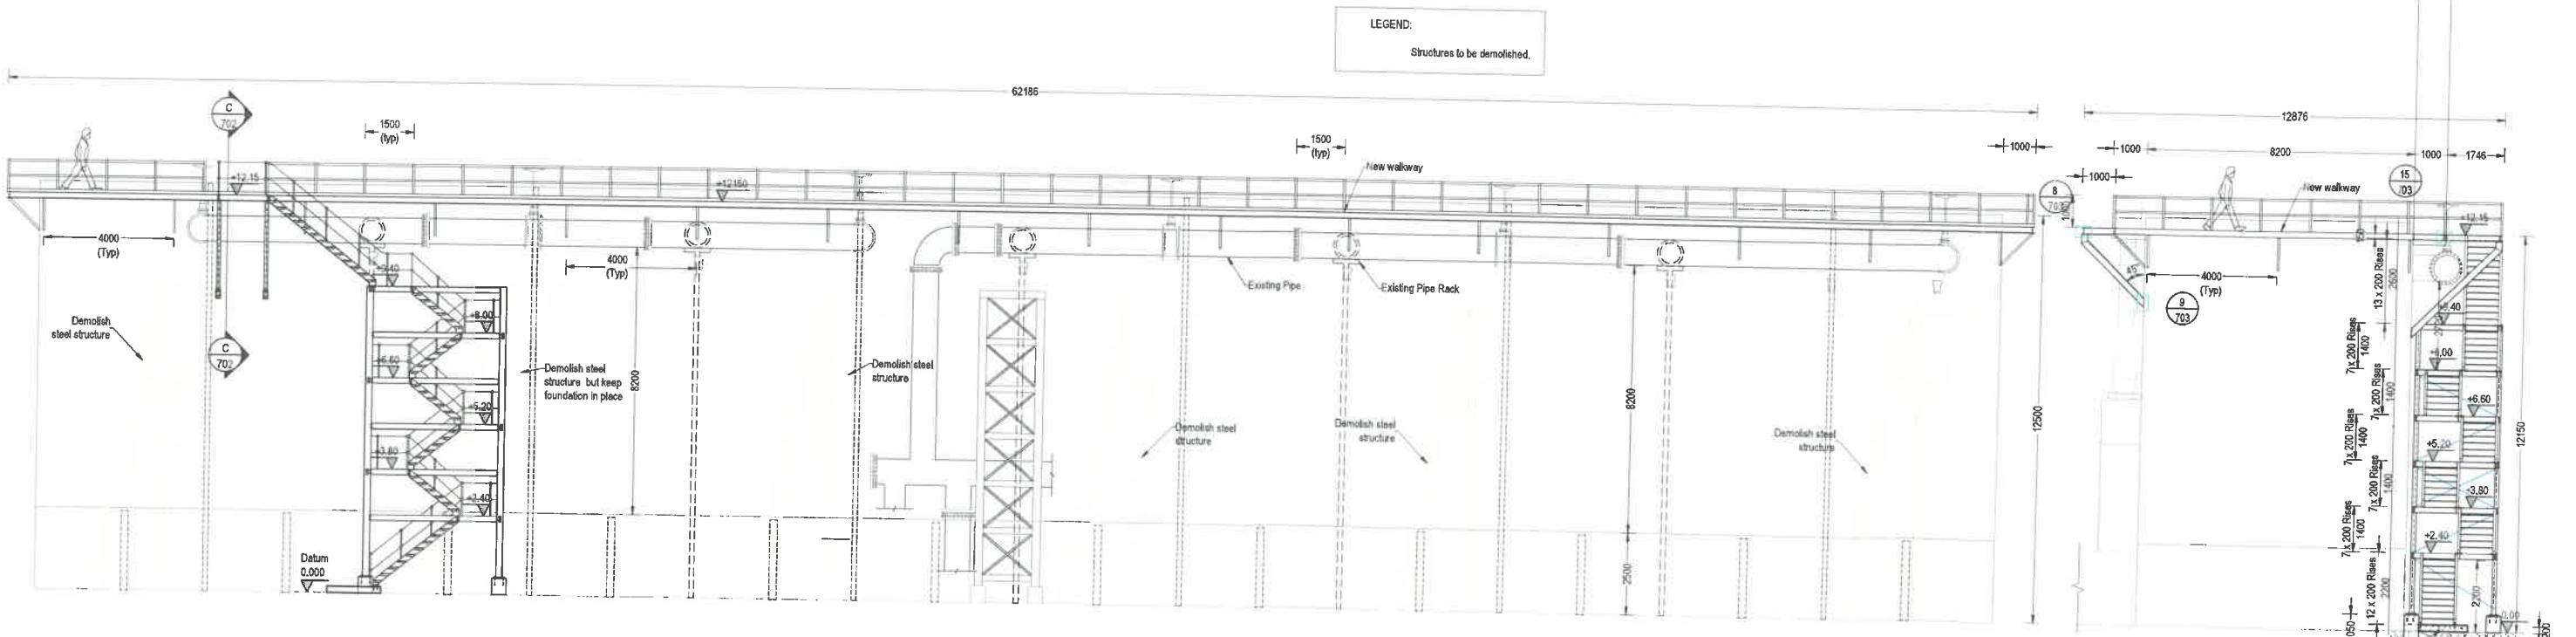 LEGEND:
Structures to be demolished.
62186
C
702
1500
(typ)
1500
(typ)
1000
12876
1000
8200
1000
1746
1000
8
703
15
703
New walkway
New walkway
+12.15
+12150
+12.15
4000
(Typ)
4000
(Typ)
4000
(Typ)
45°
9
703
Existing Pipe
Existing Pipe Rack
Demolish
steel structure
C
702
Demolish steel
structure but keep
foundation in place
Demolish steel
structure
Demolish steel
structure
Demolish steel
structure
Demolish steel
structure
+9.40
+8.00
+6.60
+5.20
+3.80
+2.40
Datum
0.000
8200
8200
2500
12500
150
13 x 200 Rises
2600
7 x 200 Rises
1400
7 x 200 Rises
1400
7 x 200 Rises
1400
7 x 200 Rises
1400
7 x 200 Rises
1400
12 x 200 Rises
2200
2200
+6.60
+5.20
+3.80
+2.40
0.00
12150